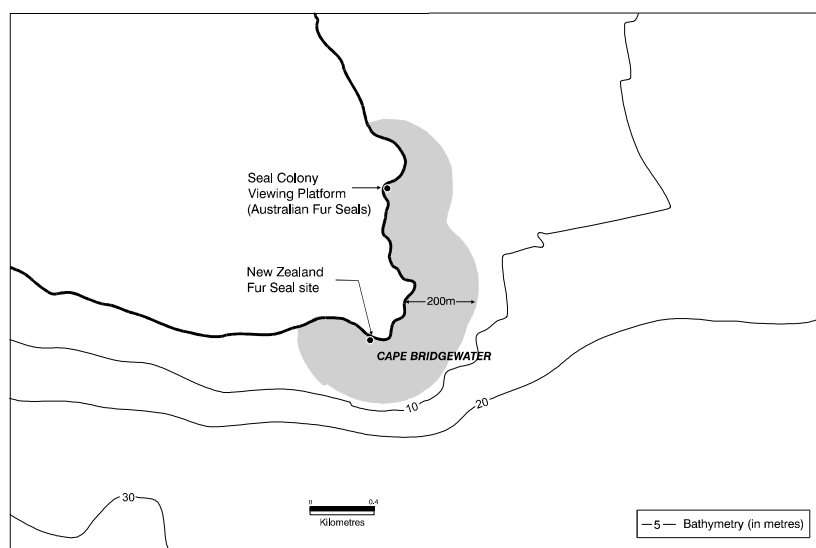 Seal Colony
Viewing Platform
(Australian Fur Seals)
New Zealand
Fur Seal site
200m
CAPE BRIDGEWATER
10
20
30
0 0.4
Kilometres
5 Bathymetry (in metres)